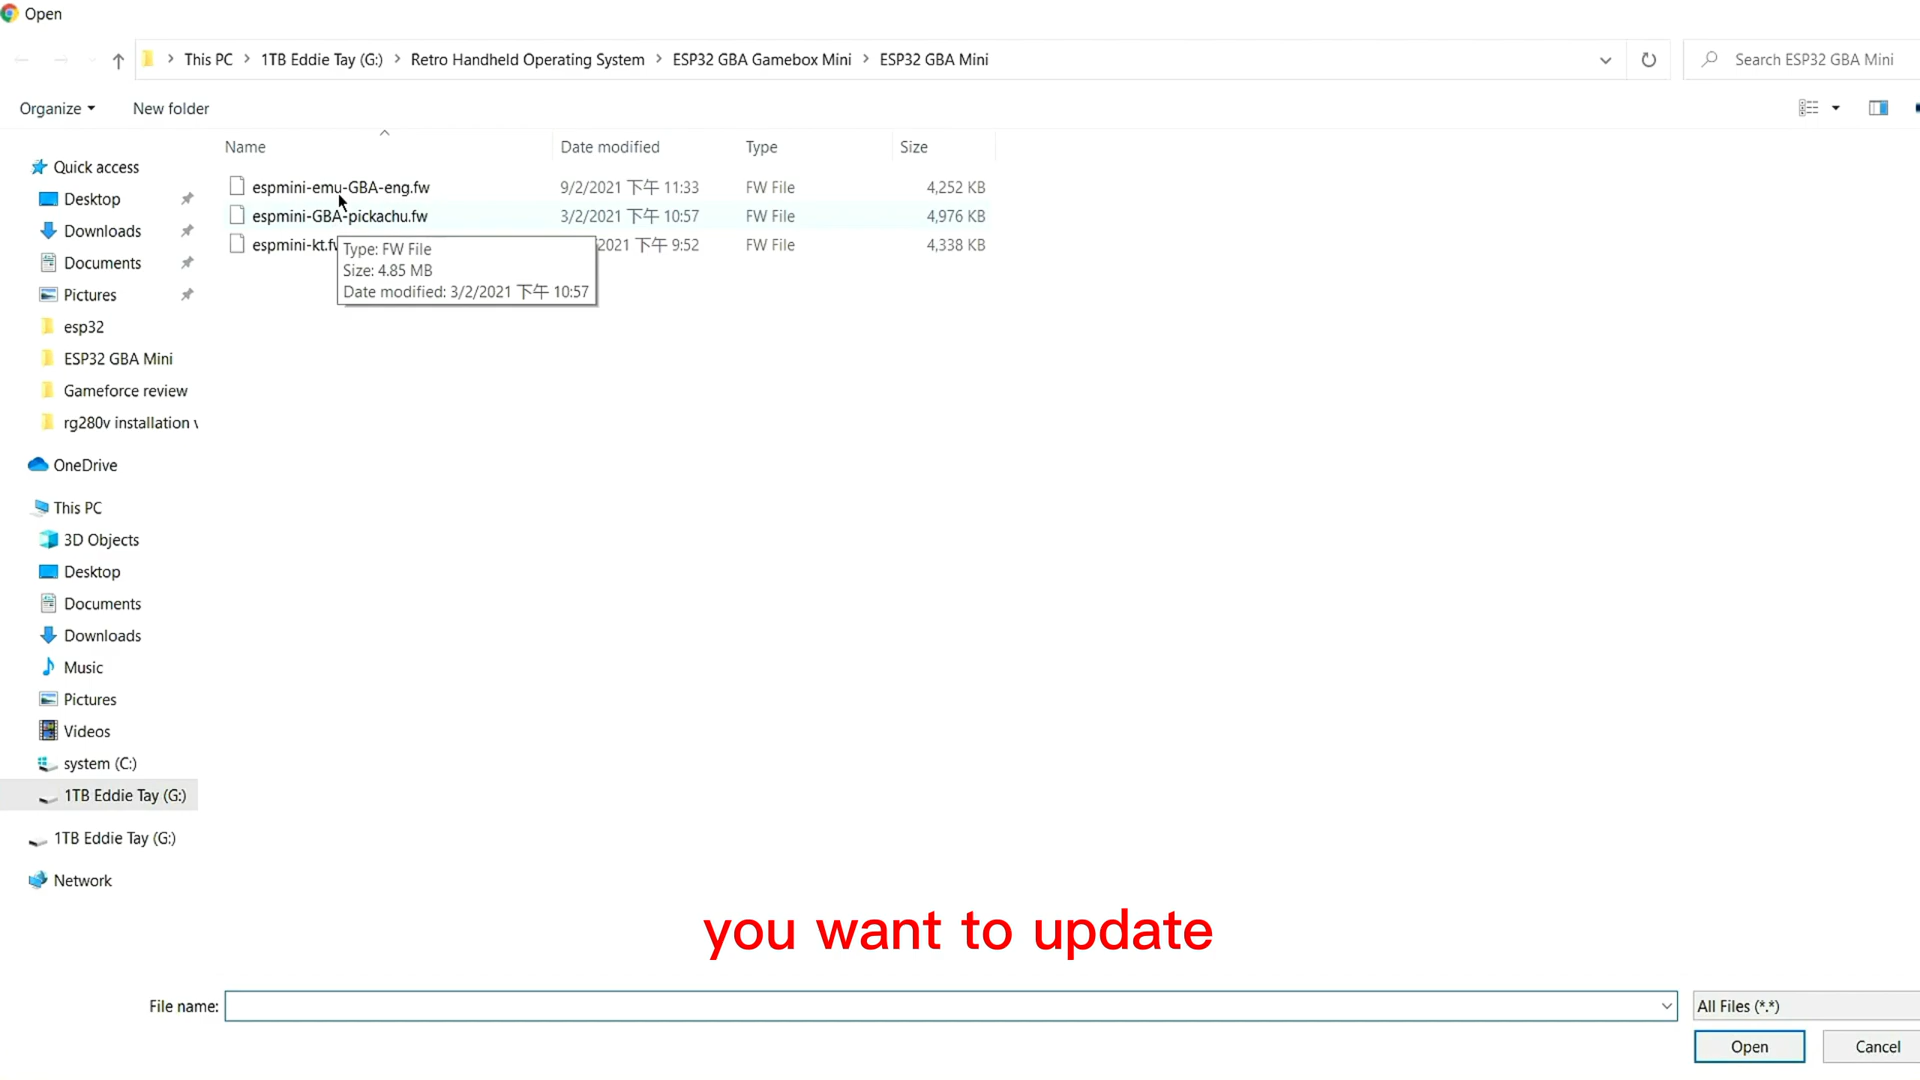 Open
This PC > 1TB Eddie Tay (G:) > Retro Handheld Operating System > ESP32 GBA Gamebox Mini > ESP32 GBA Mini
Search ESP32 GBA Mini
Organize
New folder
Name Date modified Type Size
espmini-emu-GBA-eng.fw 9/2/2021 下午 11:33 FW File 4,252 KB
espmini-GBA-pickachu.fw 3/2/2021 下午 10:57 FW File 4,976 KB
espmini-kt.fw 2021 下午 9:52 FW File 4,338 KB
Type: FW File
Size: 4.85 MB
Date modified: 3/2/2021 下午 10:57
Quick access
Desktop
Downloads
Documents
Pictures
esp32
ESP32 GBA Mini
Gameforce review
rg280v installation
OneDrive
This PC
3D Objects
Desktop
Documents
Downloads
Music
Pictures
Videos
system (C:)
1TB Eddie Tay (G:)
1TB Eddie Tay (G:)
Network
you want to update
File name:
All Files (*.*)
Open
Cancel